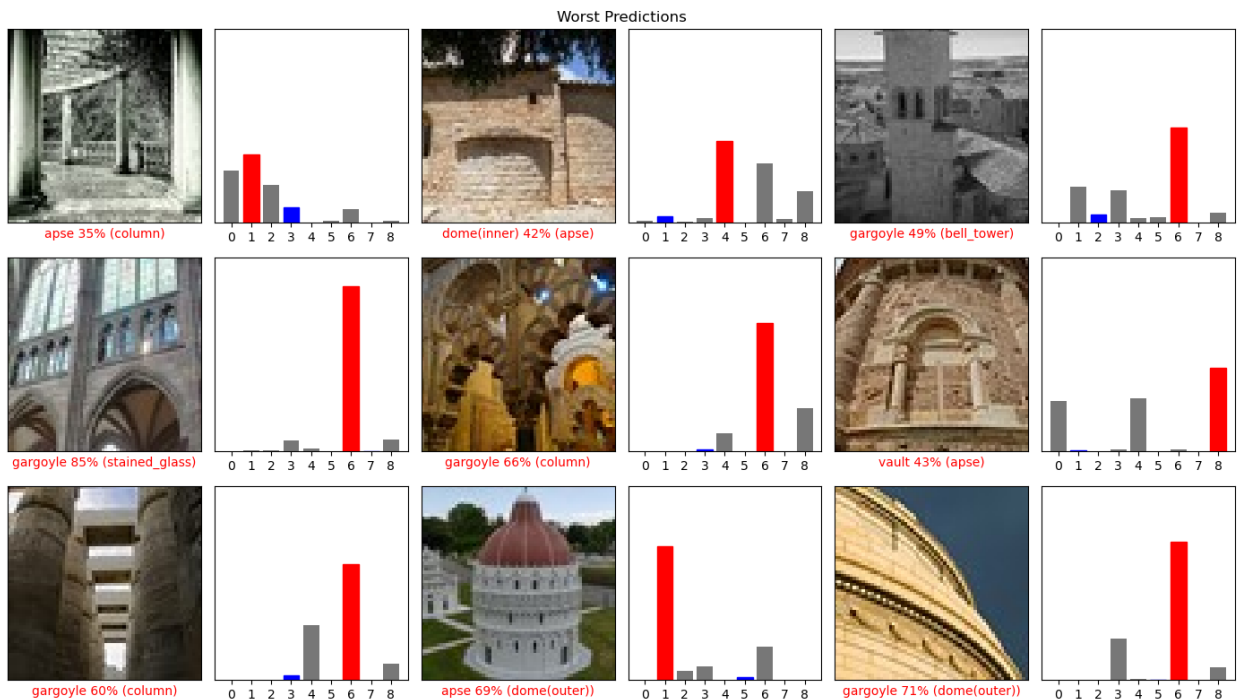 Worst Predictions
0 1 2 3 4 5 6 7 8
0 1 2 3 4 5 6 7 8
0 1 2 3 4 5 6 7 8
apse 35% (column)
dome(inner) 42% (apse)
gargoyle 49% (bell_tower)
0 1 2 3 4 5 6 7 8
0 1 2 3 4 5 6 7 8
0 1 2 3 4 5 6 7 8
gargoyle 85% (stained_glass)
gargoyle 66% (column)
vault 43% (apse)
0 1 2 3 4 5 6 7 8
0 1 2 3 4 5 6 7 8
0 1 2 3 4 5 6 7 8
gargoyle 60% (column)
apse 69% (dome(outer))
gargoyle 71% (dome(outer))